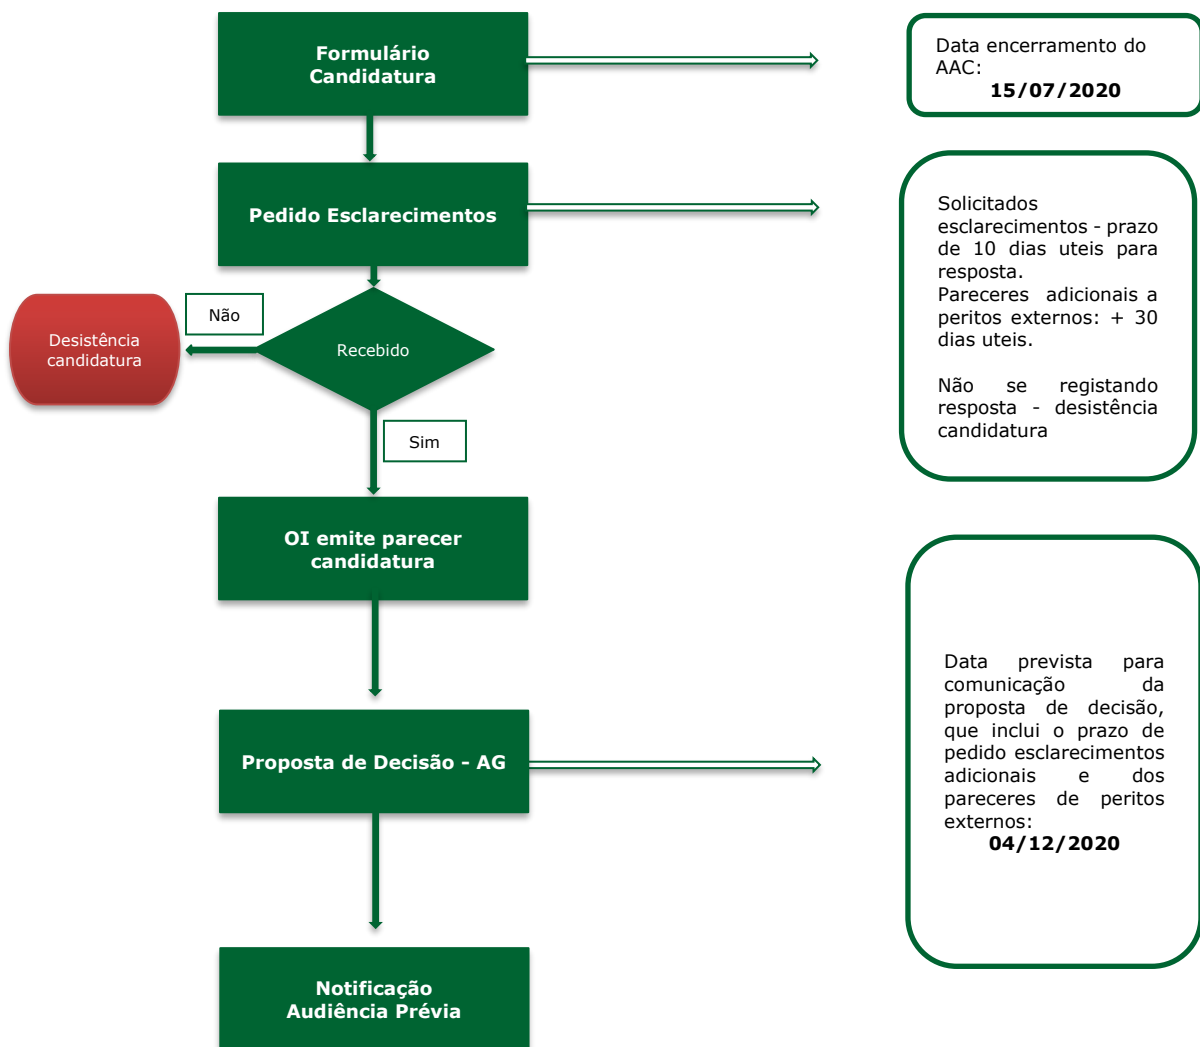 Formulário
Candidatura
Data encerramento do
AAC:
15/07/2020
Pedido Esclarecimentos
Solicitados
esclarecimentos - prazo
de 10 dias uteis para
resposta.
Pareceres adicionais a
peritos externos: + 30
dias uteis.
Não se registando
resposta - desistência
candidatura
Não
Desistência
candidatura
Recebido
Sim
OI emite parecer
candidatura
Proposta de Decisão - AG
Data prevista para
comunicação da
proposta de decisão,
que inclui o prazo de
pedido esclarecimentos
adicionais e dos
pareceres de peritos
externos:
04/12/2020
Notificação
Audiência Prévia